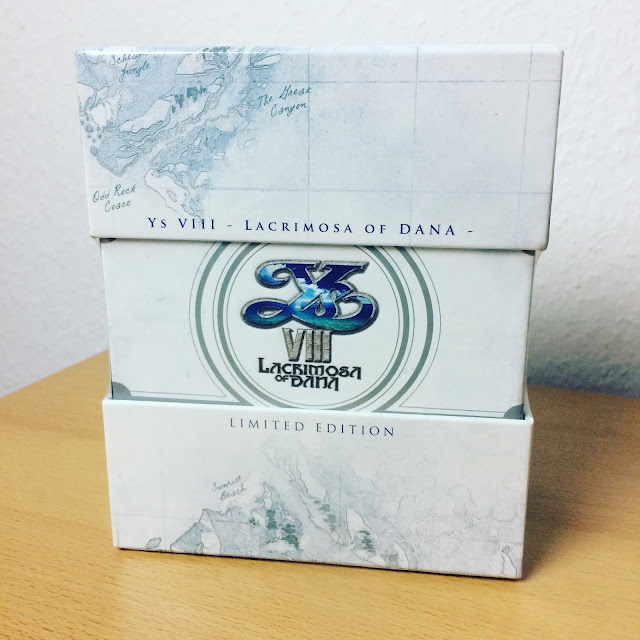 Jungle
The Great
Canyon
Odd Rock
Coast
Ys VIII - Lacrimosa of Dana -
Ys
VIII
Lacrimosa
of Dana
LIMITED EDITION
Sunrise
Beach